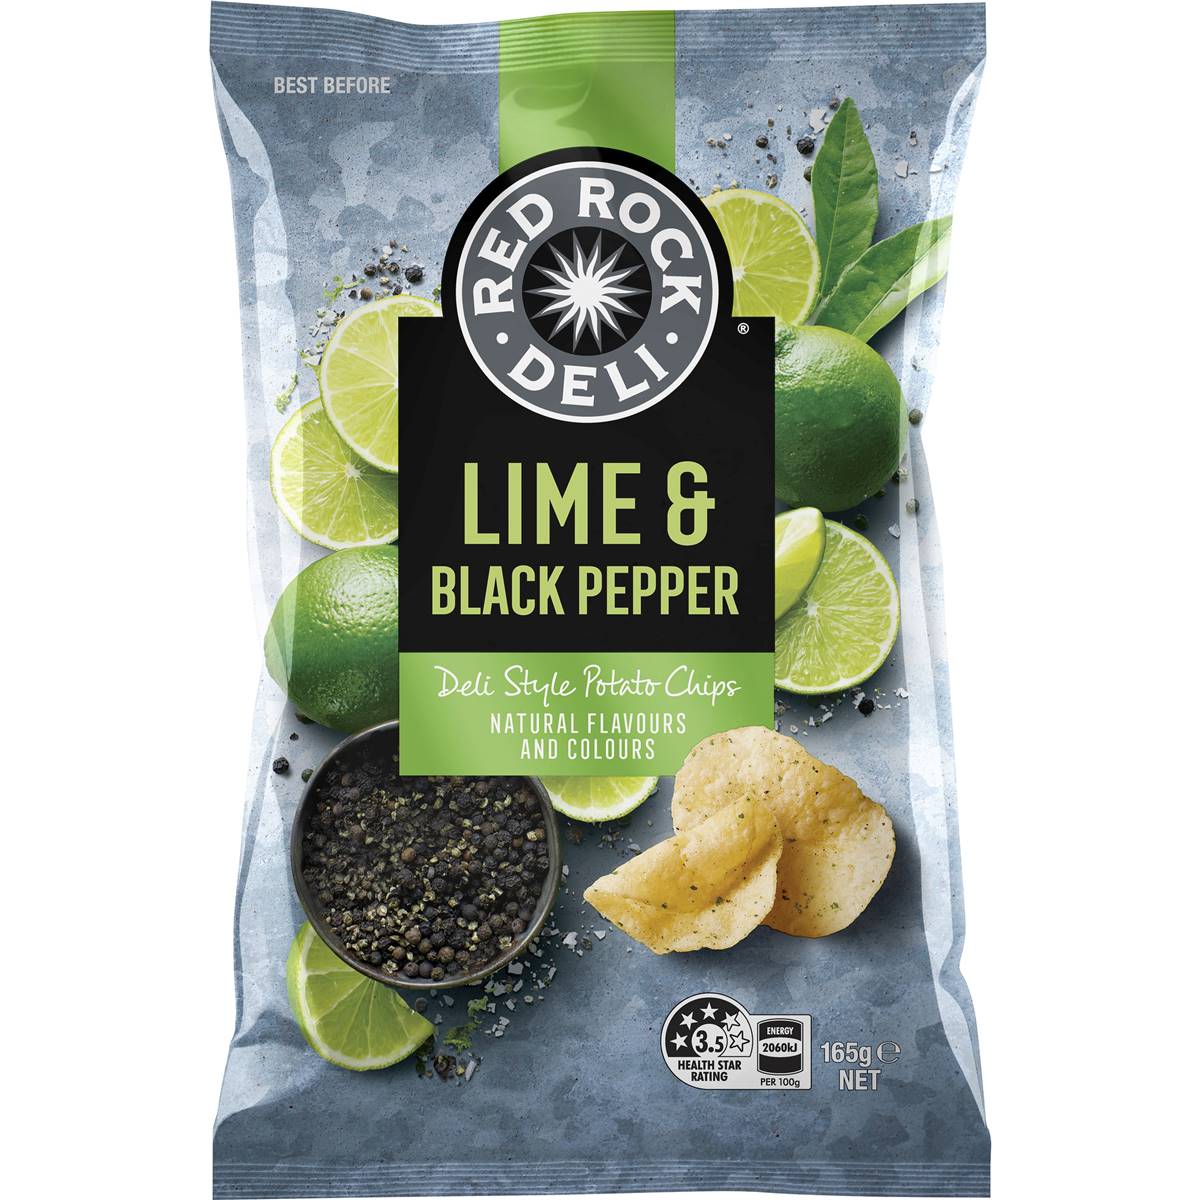 BEST BEFORE
RED ROCK
DELI
®
LIME &
BLACK PEPPER
Deli Style Potato Chips
NATURAL FLAVOURS
AND COLOURS
3.5
HEALTH STAR
RATING
ENERGY
2060kJ
PER 100g
165g e
NET